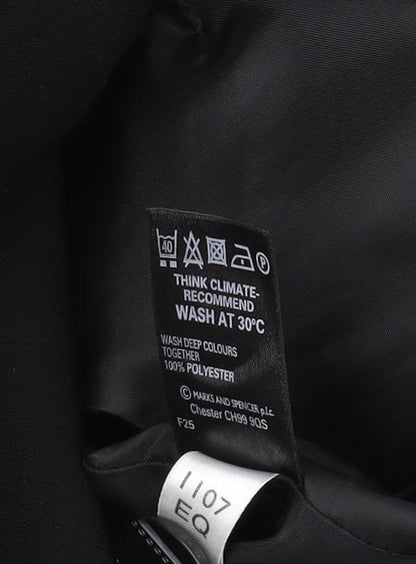 40 P
THINK CLIMATE-
RECOMMEND
WASH AT 30°C
WASH DEEP COLOURS
TOGETHER
100% POLYESTER
© MARKS AND SPENCER p.l.c.
Chester CH99 9QS
F25
1107
EQ